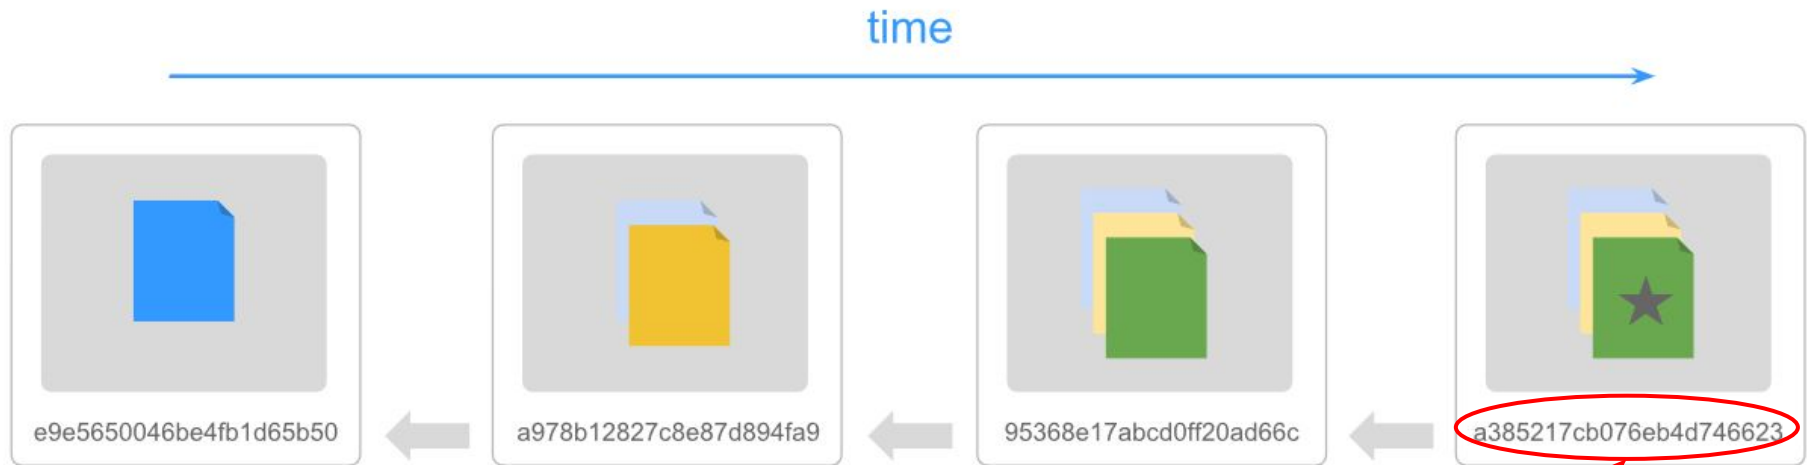 time
e9e5650046be4fb1d65b50
a978b12827c8e87d894fa9
95368e17abcd0ff20ad66c
a385217cb076eb4d746623